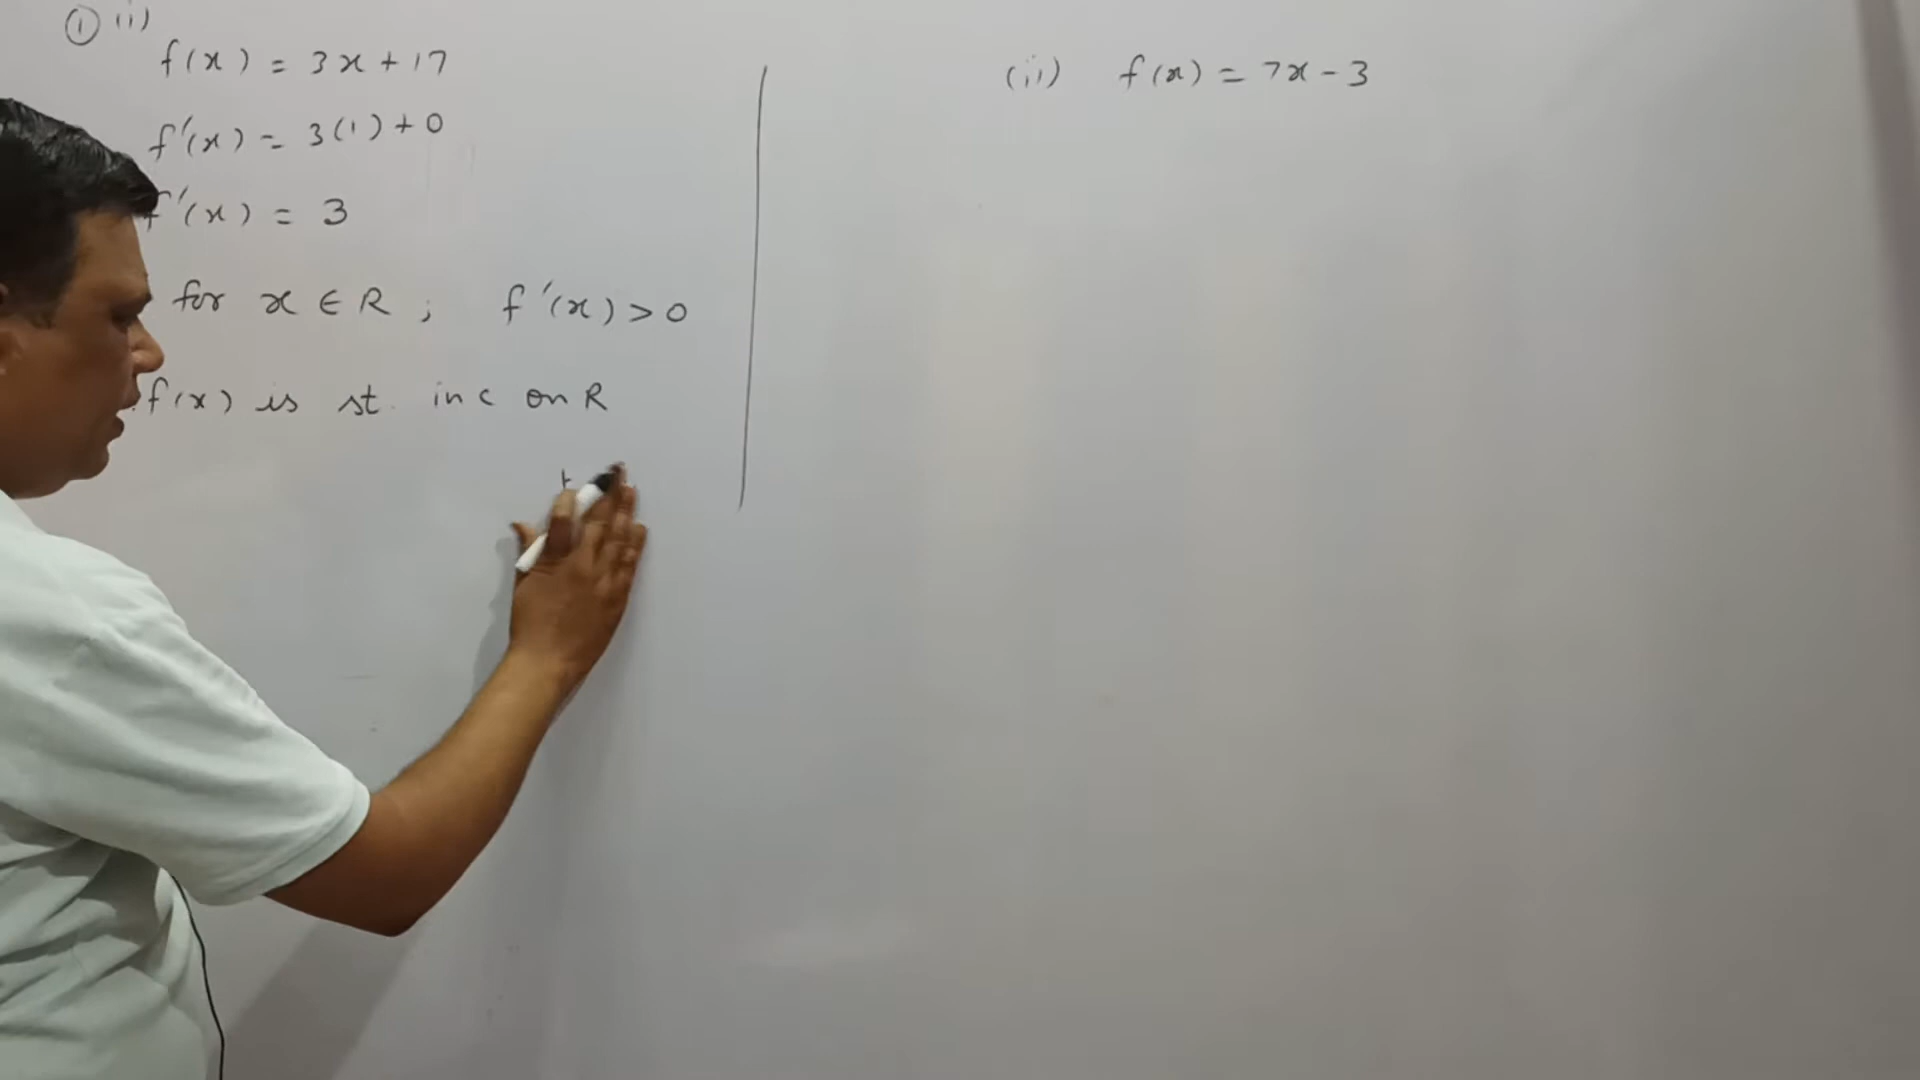 ① (i)
f(x) = 3x + 17
f'(x) = 3(1) + 0
f'(x) = 3
for x ∈ R ; f'(x) > 0
f(x) is st. inc on R
(ii) f(x) = 7x - 3